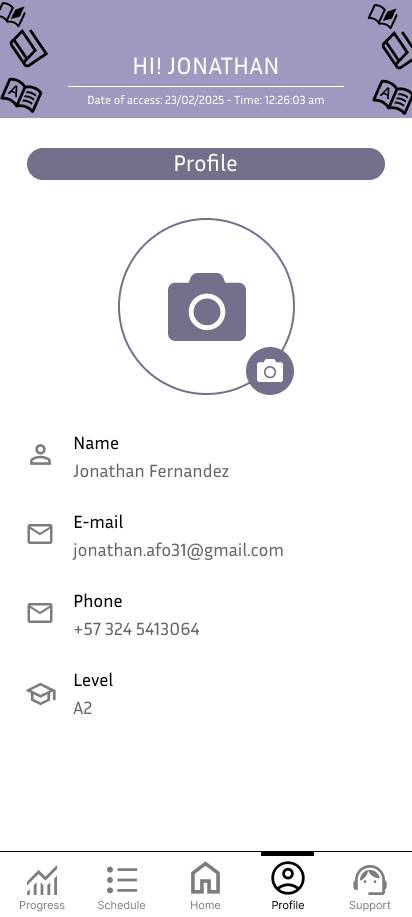 HI! JONATHAN
Date of access: 23/02/2025 - Time: 12:26:03 am
A
A
Profile
Name
Jonathan Fernandez
E-mail
jonathan.afo31@gmail.com
Phone
+57 324 5413064
Level
A2
Progress
Schedule
Home
Profile
Support